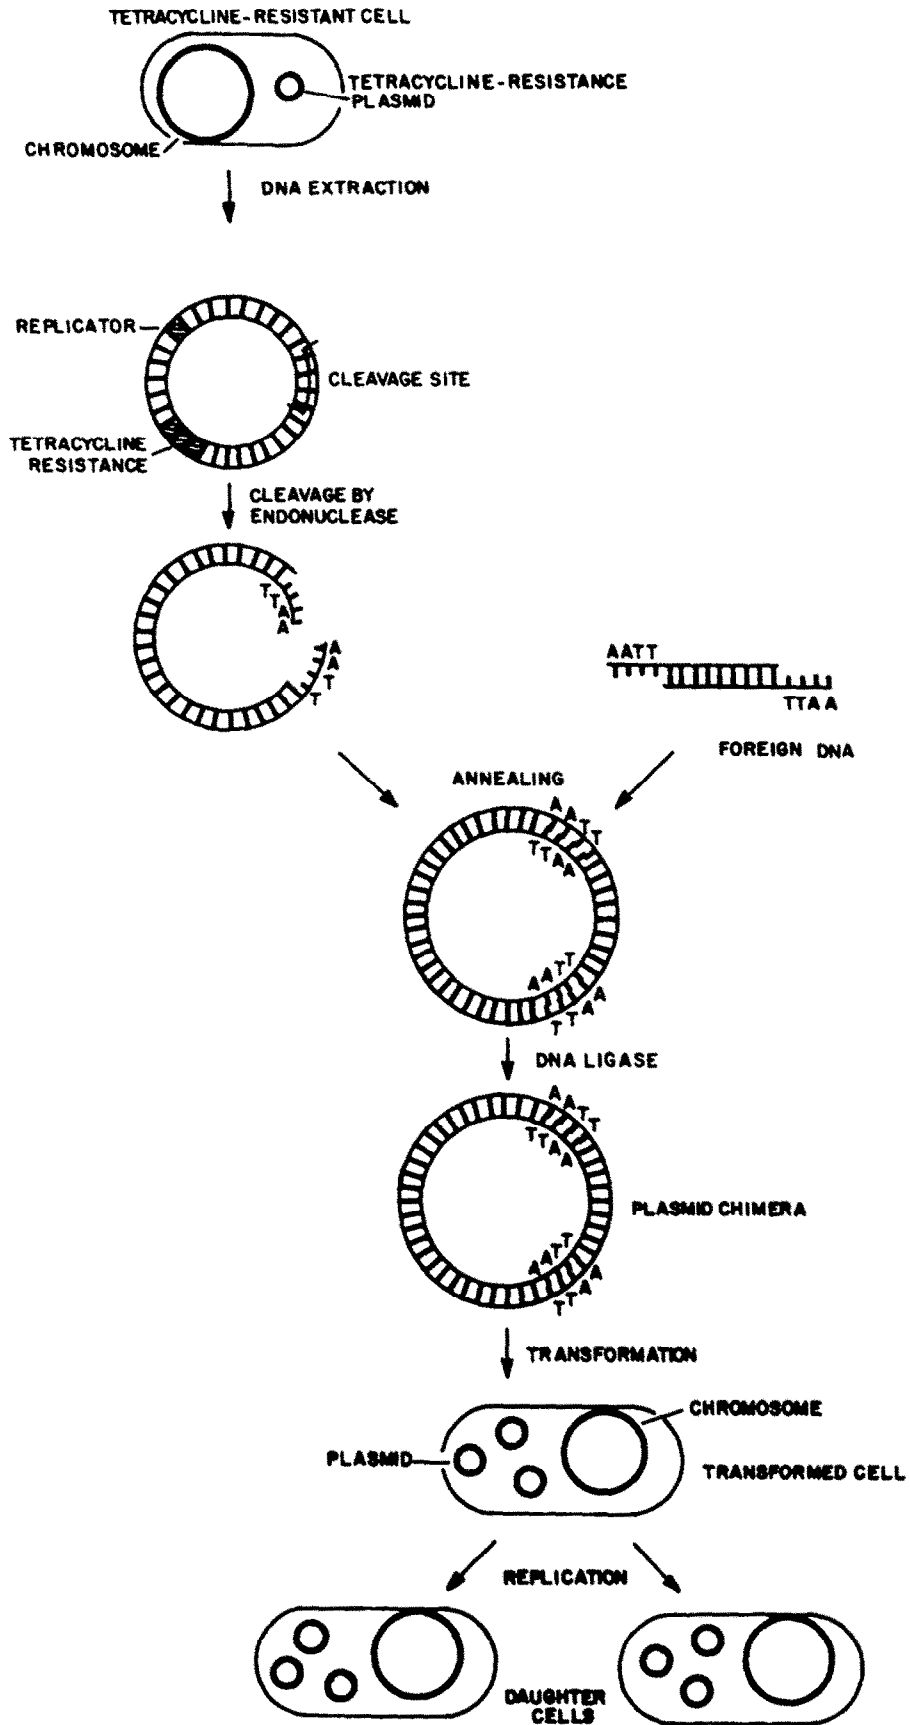 TETRACYCLINE-RESISTANT CELL
TETRACYCLINE-RESISTANCE
PLASMID
CHROMOSOME
DNA EXTRACTION
REPLICATOR
CLEAVAGE SITE
TETRACYCLINE
RESISTANCE
CLEAVAGE BY
ENDONUCLEASE
TTAA
AATT
AATT
TTAA
FOREIGN DNA
ANNEALING
AATT
TTAA
AATT
TTAA
DNA LIGASE
AATT
TTAA
PLASMID CHIMERA
AATT
TTAA
TRANSFORMATION
CHROMOSOME
PLASMID
TRANSFORMED CELL
REPLICATION
DAUGHTER
CELLS